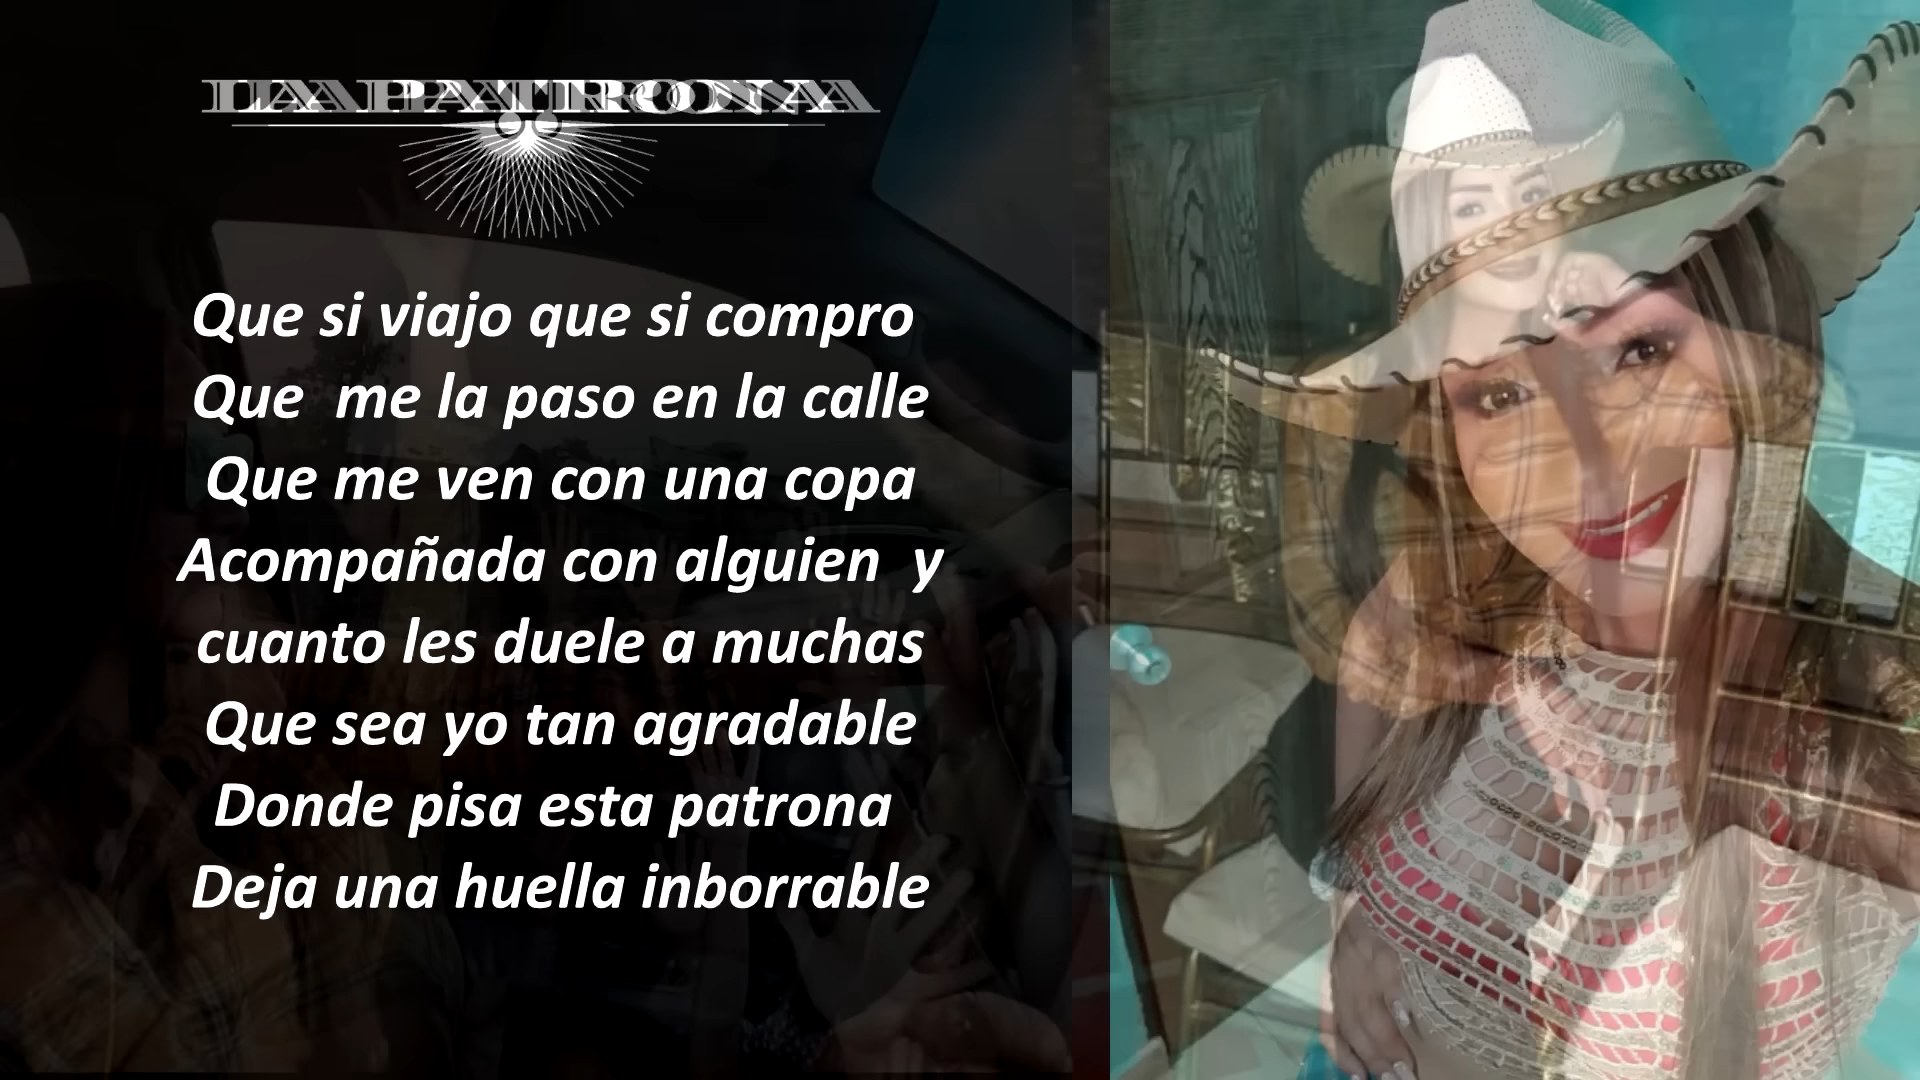 LA PATRONA
Que si viajo que si compro
Que me la paso en la calle
Que me ven con una copa
Acompañada con alguien y
cuanto les duele a muchas
Que sea yo tan agradable
Donde pisa esta patrona
Deja una huella inborrable